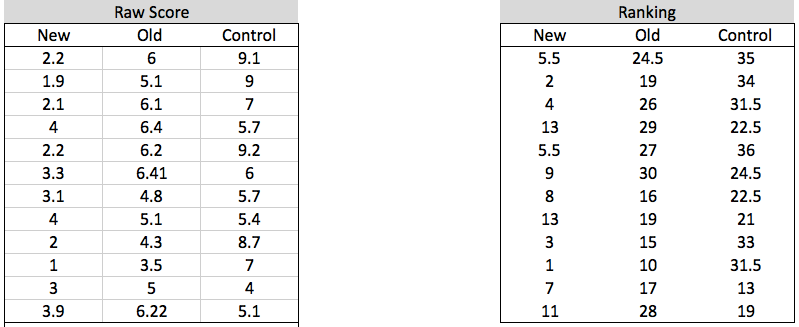 Raw Score Ranking
New Old Control New Old Control
2.2 6 9.1 5.5 24.5 35
1.9 5.1 9 2 19 34
2.1 6.1 7 4 26 31.5
4 6.4 5.7 13 29 22.5
2.2 6.2 9.2 5.5 27 36
3.3 6.41 6 9 30 24.5
3.1 4.8 5.7 8 16 22.5
4 5.1 5.4 13 19 21
2 4.3 8.7 3 15 33
1 3.5 7 1 10 31.5
3 5 4 7 17 13
3.9 6.22 5.1 11 28 19